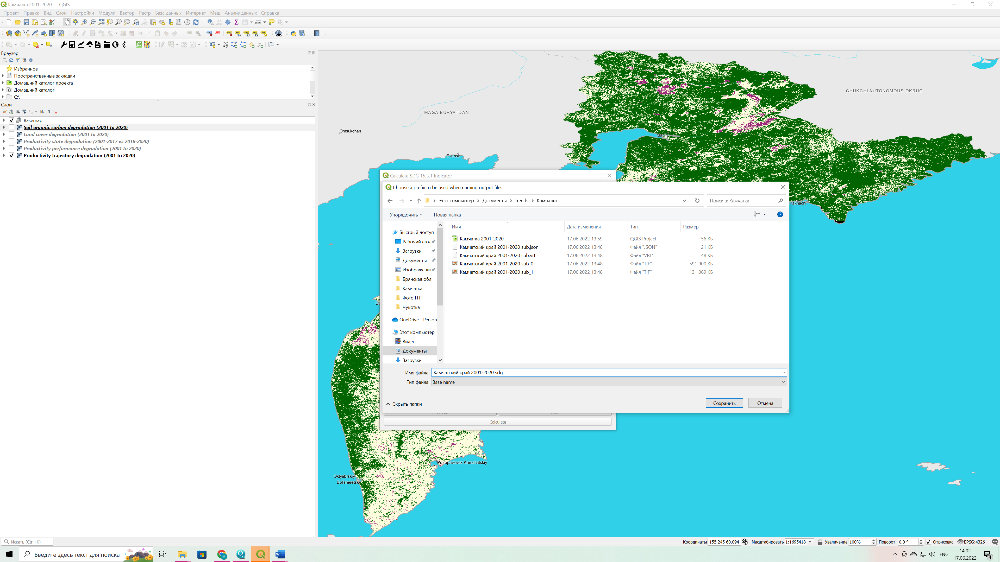 Камчатка 2001-2020 — QGIS
Проект Правка Вид Слой Настройки Модули Вектор Растр База данных Интернет Меш Анализ данных Справка
Браузер
Избранное
Пространственные закладки
Домашний каталог проекта
Домашний каталог
C:\
Слои
Basemap
Soil organic carbon degradation (2001 to 2020)
Land cover degradation (2001 to 2020)
Productivity state degradation (2001-2017 vs 2018-2020)
Productivity performance degradation (2001 to 2020)
Productivity trajectory degradation (2001 to 2020)
CHUKCHI AUTONOMOUS OKRUG
MAGA BURYATDAN
Omsukchan
Manily
Evensk
Pakhachi
Calculate SDG 15.3.1 Indicator
Choose a prefix to be used when naming output files
Этот компьютер Документы trends Камчатка
Поиск в: Камчатка
Упорядочить Новая папка
Имя Дата изменения Тип Размер
Камчатка 2001-2020 17.06.2022 13:59 QGIS Project 56 КБ
Камчатский край 2001-2020 sub.json 17.06.2022 13:48 Файл "JSON" 21 КБ
Камчатский край 2001-2020 sub.vrt 17.06.2022 13:48 Файл "VRT" 48 КБ
Камчатский край 2001-2020 sub_0 17.06.2022 13:48 Файл "TIF" 591 900 КБ
Камчатский край 2001-2020 sub_1 17.06.2022 13:48 Файл "TIF" 131 069 КБ
Быстрый доступ
Рабочий стол
Загрузки
Документы
Изображени
Брянская обл
Камчатка
Фото ГП
Чукотка
OneDrive - Person
Этот компьютер
Видео
Документы
Загрузки
Имя файла: Камчатский край 2001-2020 sdg
Тип файла: Base name
Скрыть папки
Сохранить Отмена
Previous Next
Calculate
Ut
Petropavlovsk Kamchatskiy
Oktyabrskiy
Bol'sheretsk
Искать (Ctrl+K)
Координаты 155,245 60,094 Масштабировать 1:1695418 Увеличение 100% Поворот 0,0 ° Отрисовка EPSG:4326
Введите здесь текст для поиска
ENG
14:02
17.06.2022
4